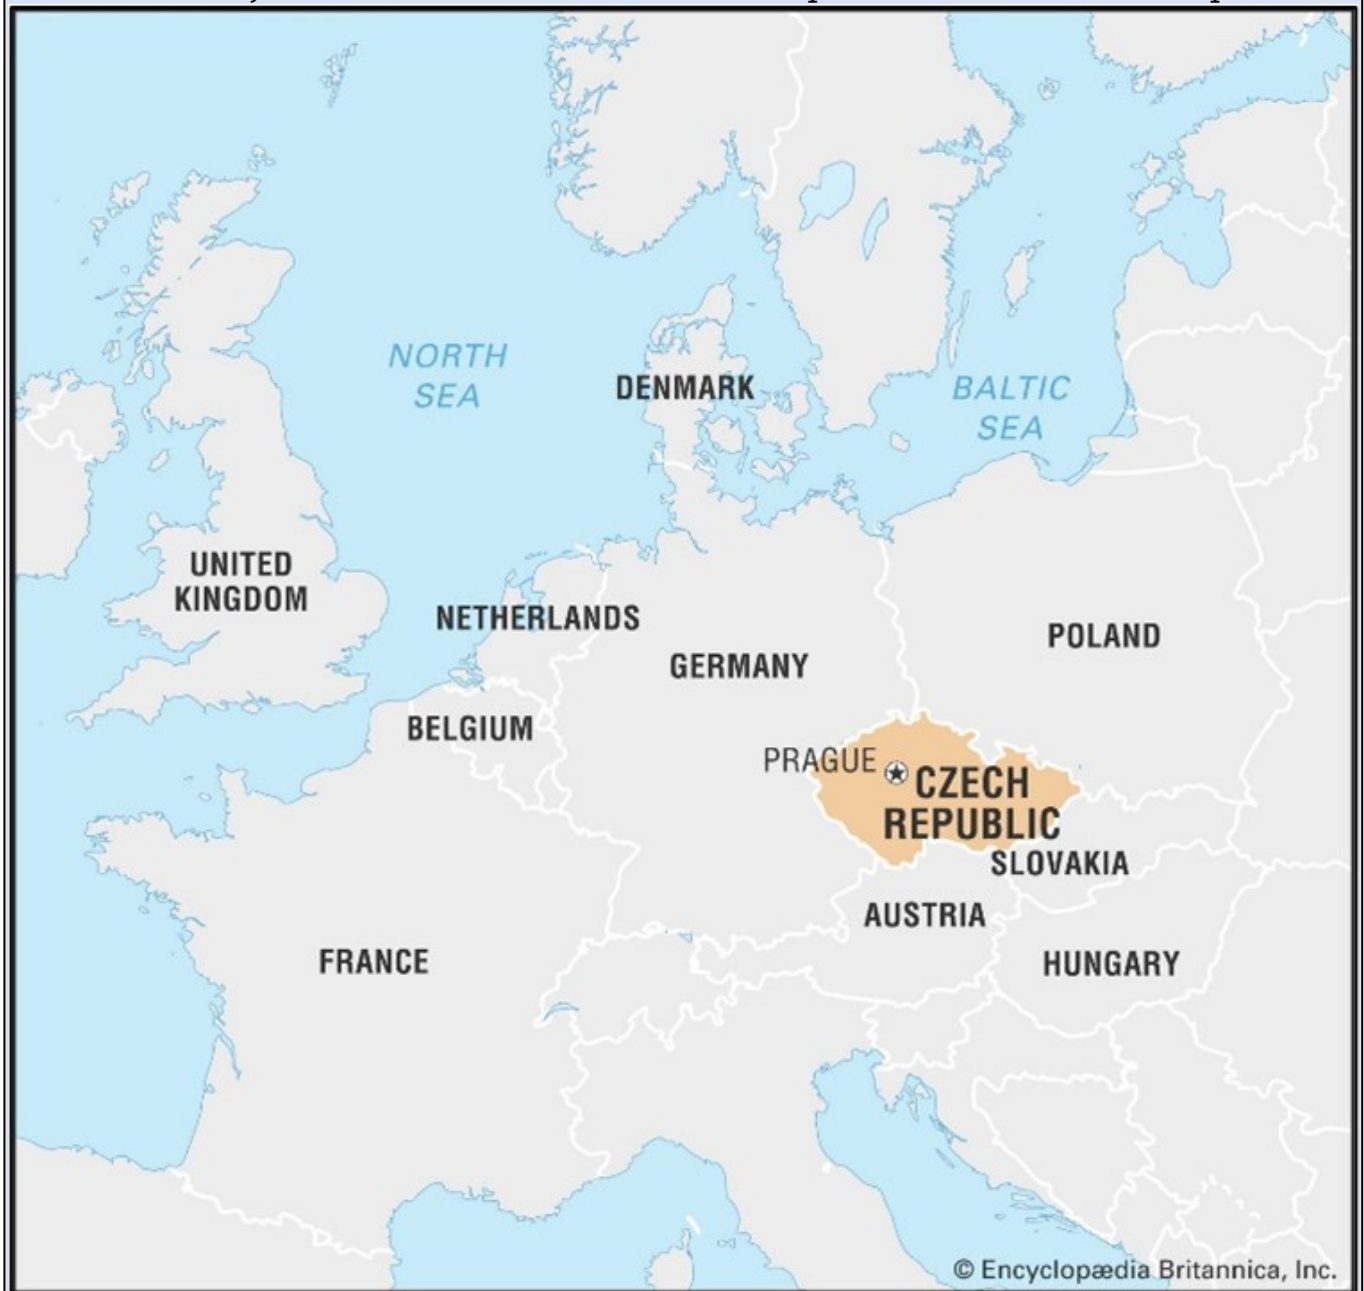 NORTH
SEA
DENMARK
BALTIC
SEA
UNITED
KINGDOM
NETHERLANDS
POLAND
GERMANY
BELGIUM
PRAGUE
CZECH
REPUBLIC
SLOVAKIA
AUSTRIA
FRANCE
HUNGARY
© Encyclopædia Britannica, Inc.